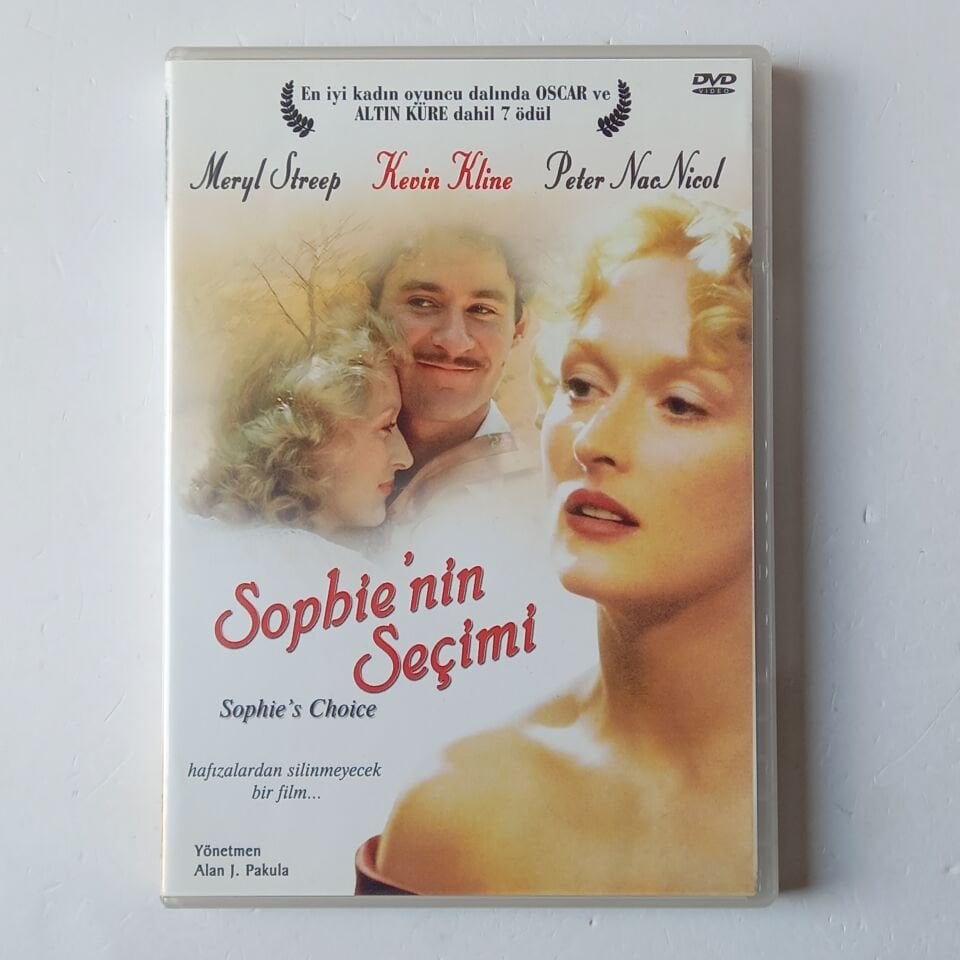 En iyi kadın oyuncu dalında OSCAR ve
ALTIN KÜRE dahil 7 ödül
DVD
VIDEO
Meryl Streep Kevin Kline Peter NacNicol
Sophie'nin
Seçimi
Sophie's Choice
hafızalardan silinmeyecek
bir film...
Yönetmen
Alan J. Pakula